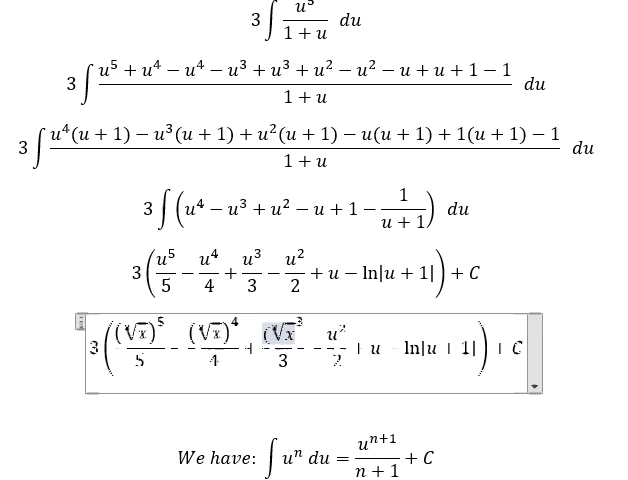 3∫ u⁵/(1 + u) du
3∫ (u⁵ + u⁴ − u⁴ − u³ + u³ + u² − u² − u + u + 1 − 1)/(1 + u) du
3∫ (u⁴(u + 1) − u³(u + 1) + u²(u + 1) − u(u + 1) + 1(u + 1) − 1)/(1 + u) du
3∫ (u⁴ − u³ + u² − u + 1 − 1/(u + 1)) du
3(u⁵/5 − u⁴/4 + u³/3 − u²/2 + u − ln|u + 1|) + C
3((√x)⁵/5 − (√x)⁴/4 + (√x³/3 − u²/2 + u − ln|u + 1|) + C
We have: ∫ uⁿ du = uⁿ⁺¹/(n + 1) + C